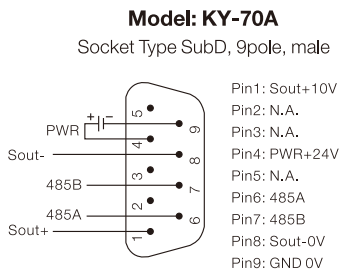 Model: KY-70A
Socket Type SubD, 9pole, male
+ -
PWR
Sout-
485B
485A
Sout+
5
4
3
2
1
9
8
7
6
Pin1: Sout+10V
Pin2: N.A.
Pin3: N.A.
Pin4: PWR+24V
Pin5: N.A.
Pin6: 485A
Pin7: 485B
Pin8: Sout-0V
Pin9: GND 0V